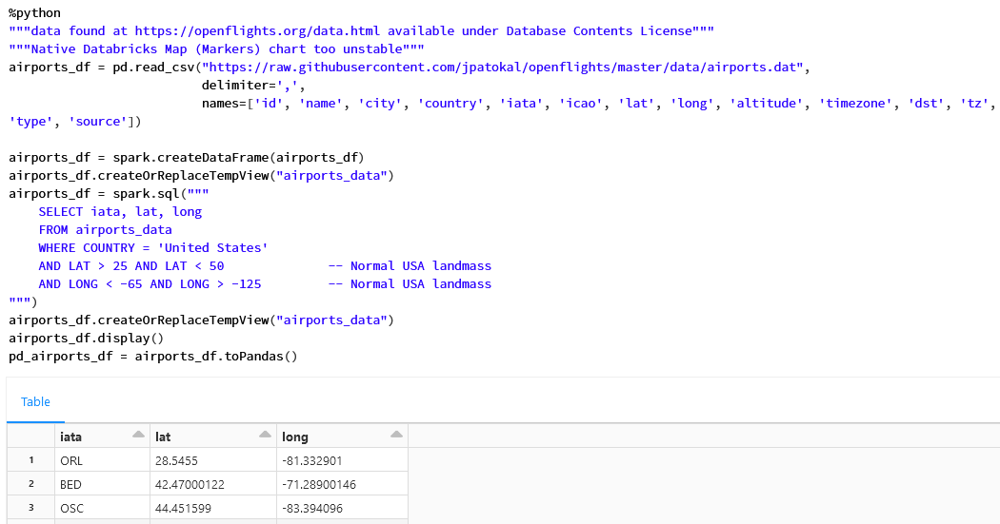 %python
"""data found at https://openflights.org/data.html available under Database Contents License"""
"""Native Databricks Map (Markers) chart too unstable"""
airports_df = pd.read_csv("https://raw.githubusercontent.com/jpatokal/openflights/master/data/airports.dat",
                          delimiter=',',
                          names=['id', 'name', 'city', 'country', 'iata', 'icao', 'lat', 'long', 'altitude', 'timezone', 'dst', 'tz',
'type', 'source'])
airports_df = spark.createDataFrame(airports_df)
airports_df.createOrReplaceTempView("airports_data")
airports_df = spark.sql("""
    SELECT iata, lat, long
    FROM airports_data
    WHERE COUNTRY = 'United States'
    AND LAT > 25 AND LAT < 50              -- Normal USA landmass
    AND LONG < -65 AND LONG > -125         -- Normal USA landmass
""")
airports_df.createOrReplaceTempView("airports_data")
airports_df.display()
pd_airports_df = airports_df.toPandas()
Table
iata lat long
1 ORL 28.5455 -81.332901
2 BED 42.47000122 -71.28900146
3 OSC 44.451599 -83.394096